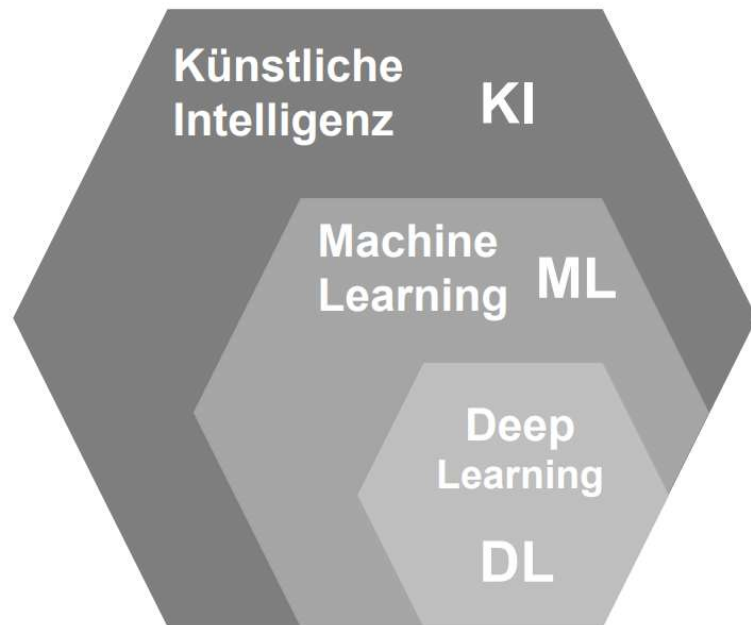 Künstliche
Intelligenz
KI
Machine
Learning
ML
Deep
Learning
DL